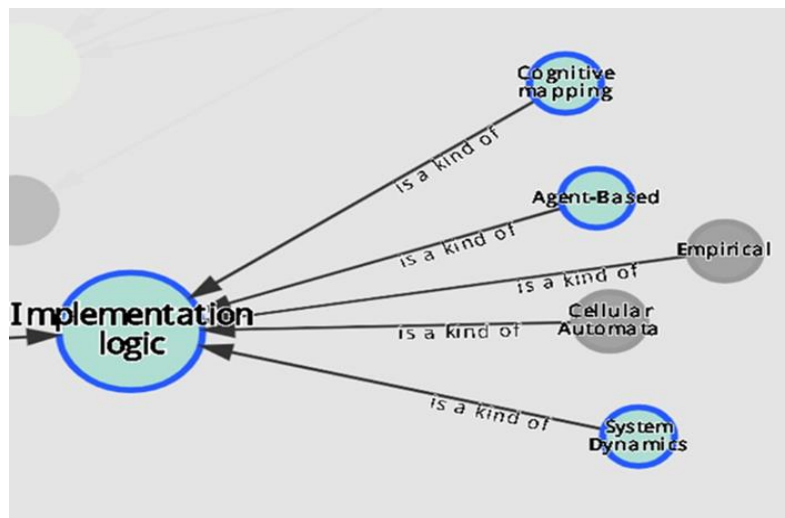 Cognitive
mapping
is a kind of
Agent-Based
is a kind of
Empirical
is a kind of
Implementation
logic
Cellular
Automata
is a kind of
is a kind of
System
Dynamics